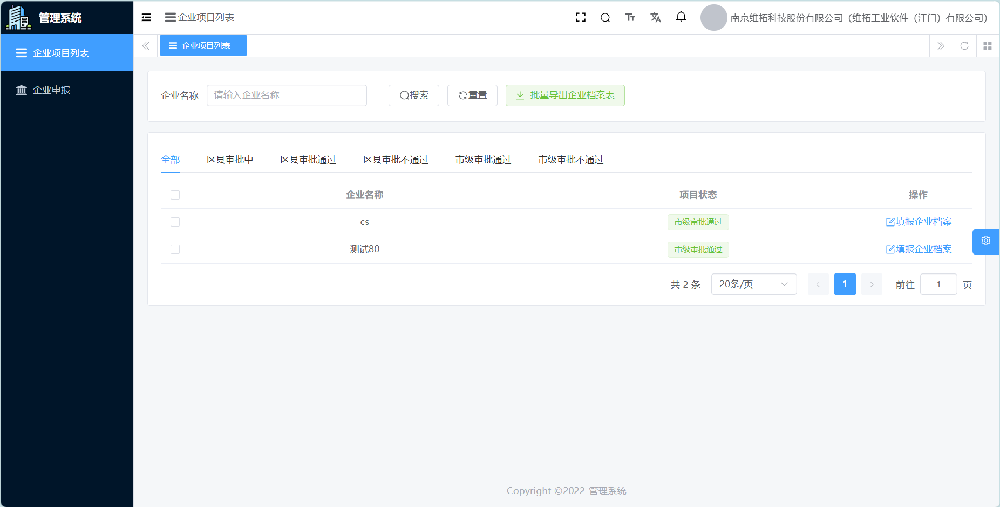 管理系统
企业项目列表
南京维拓科技股份有限公司（维拓工业软件（江门）有限公司）
企业项目列表
企业项目列表
企业申报
企业名称 请输入企业名称 搜索 重置 批量导出企业档案表
全部 区县审批中 区县审批通过 区县审批不通过 市级审批通过 市级审批不通过
企业名称 项目状态 操作
cs 市级审批通过 填报企业档案
测试80 市级审批通过 填报企业档案
共 2 条 20条/页 1 前往 1 页
Copyright ©2022-管理系统